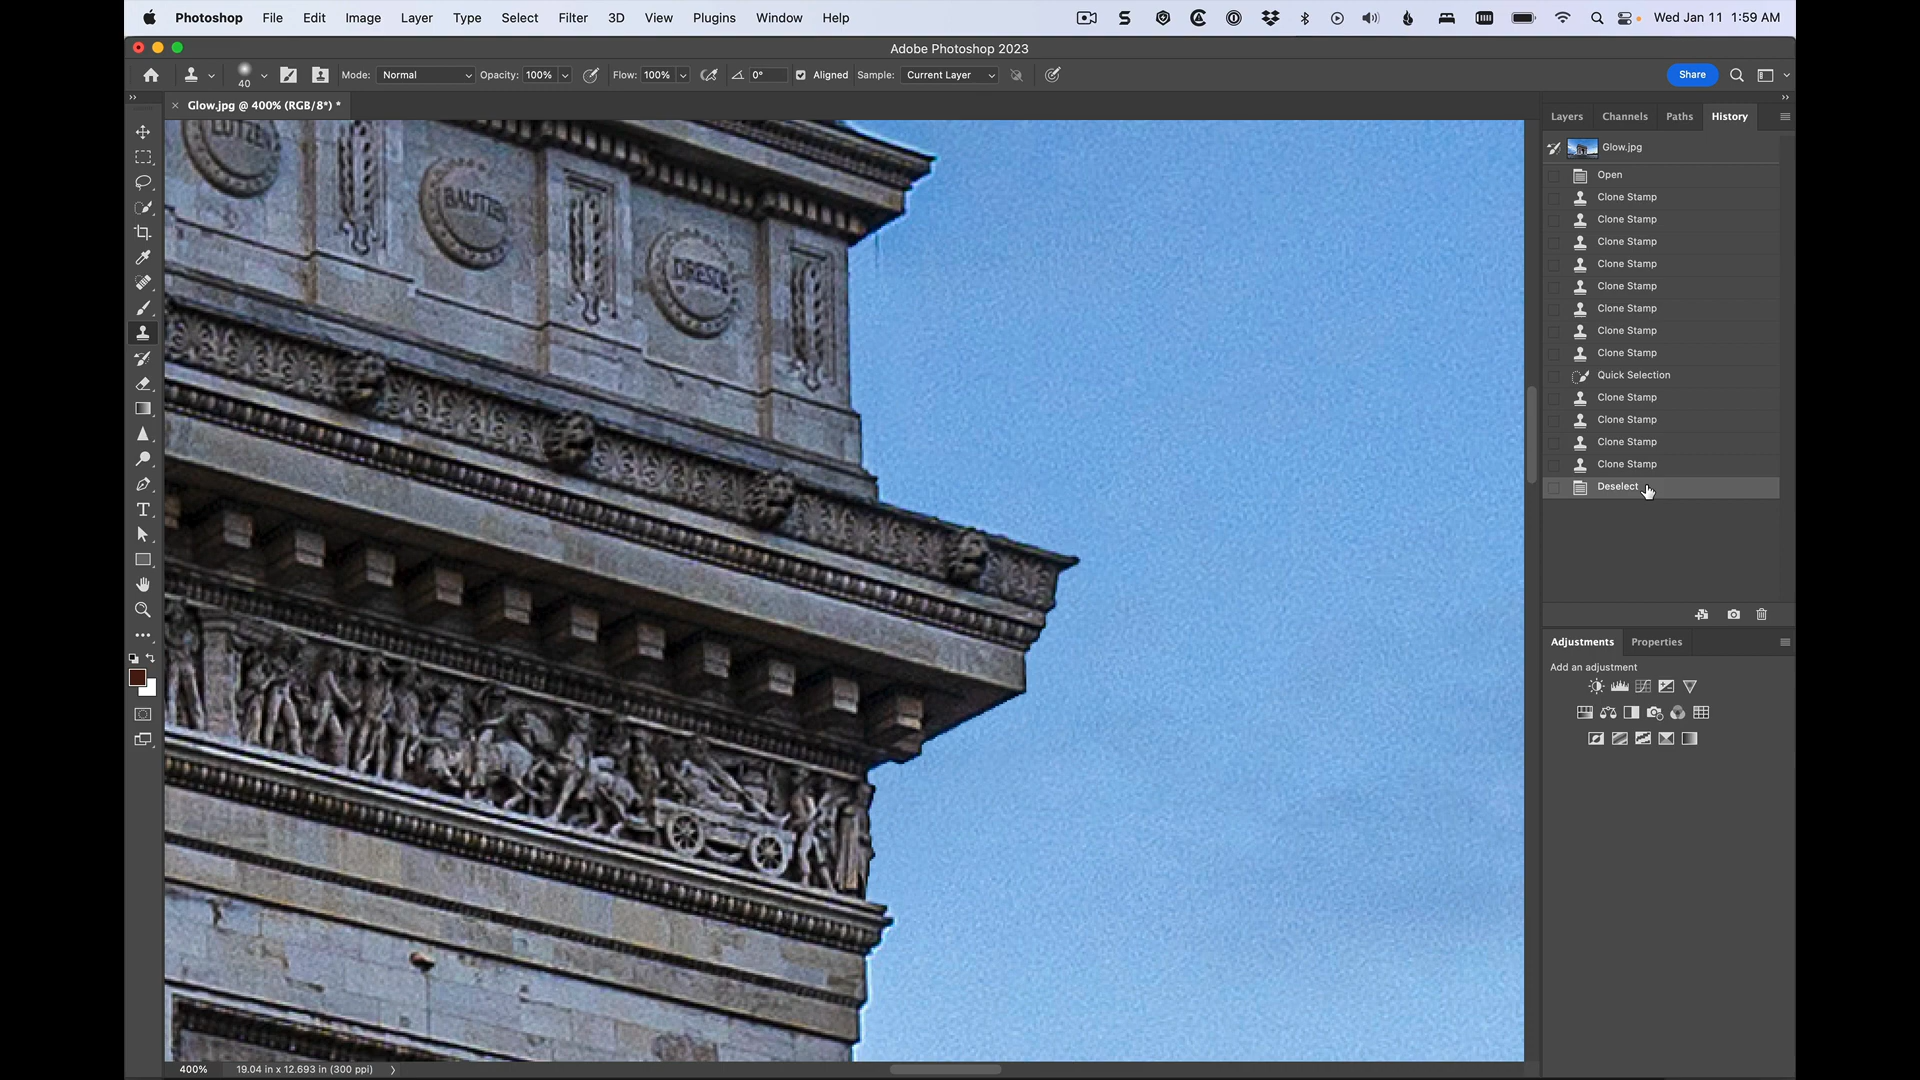 Photoshop File Edit Image Layer Type Select Filter 3D View Plugins Window Help Wed Jan 11 1:59 AM
Adobe Photoshop 2023
40 Mode: Normal Opacity: 100% Flow: 100% 0° Aligned Sample: Current Layer Share
Glow.jpg @ 400% (RGB/8*) *
Layers Channels Paths History
Glow.jpg
Open
Clone Stamp
Clone Stamp
Clone Stamp
Clone Stamp
Clone Stamp
Clone Stamp
Clone Stamp
Clone Stamp
Quick Selection
Clone Stamp
Clone Stamp
Clone Stamp
Clone Stamp
Deselect
Adjustments Properties
Add an adjustment
400% 19.04 in x 12.693 in (300 ppi)